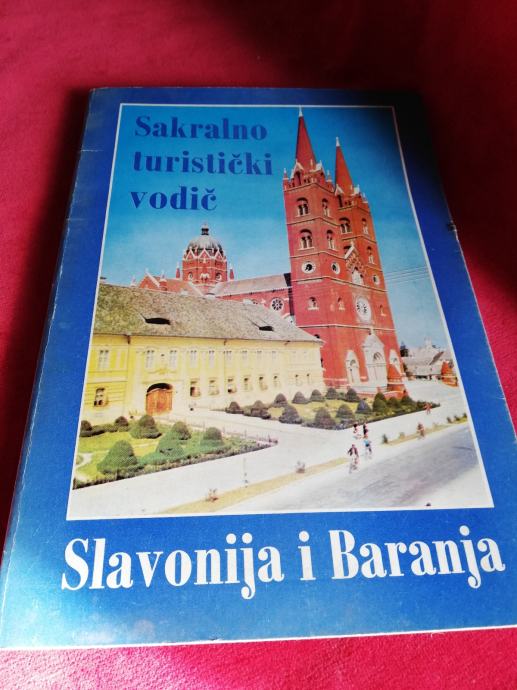 Sakralno
turistički
vodič
Slavonija i Baranja